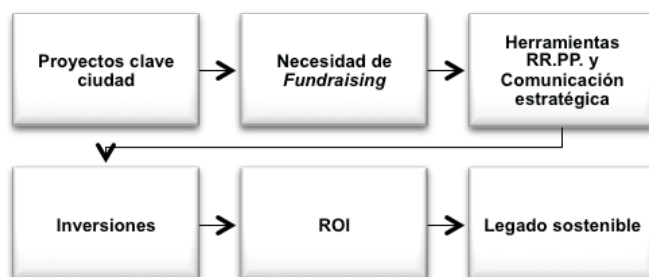 Proyectos clave
ciudad
Necesidad de
Fundraising
Herramientas
RR.PP. y
Comunicación
estratégica
Inversiones
ROI
Legado sostenible